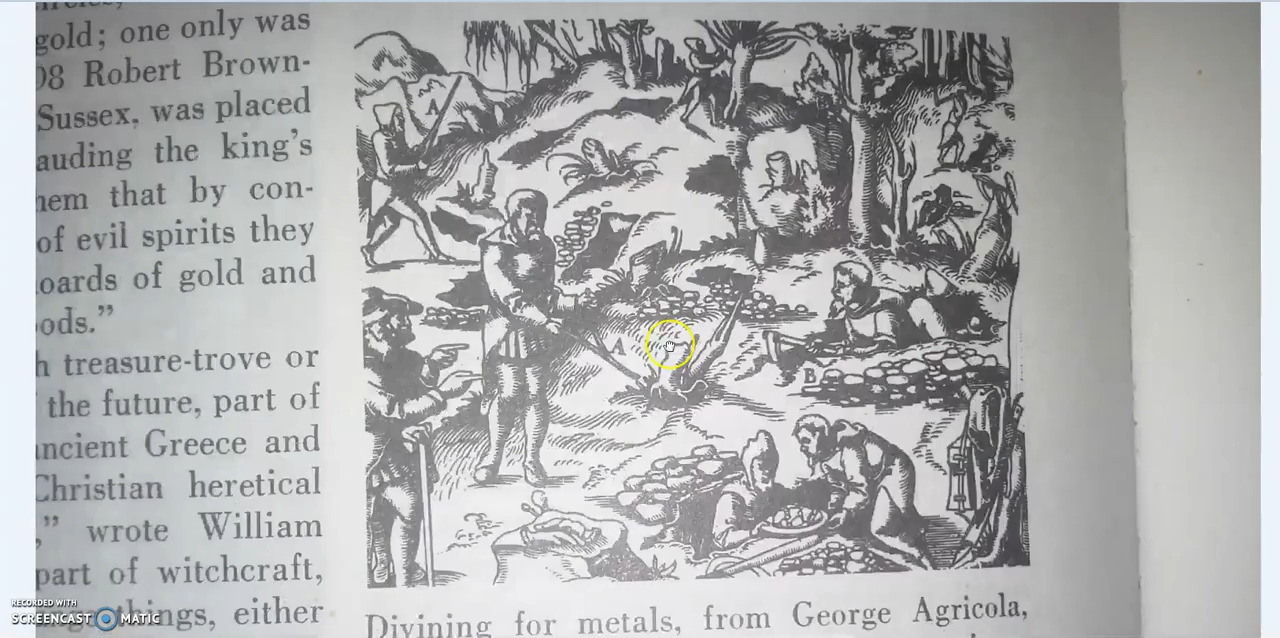 gold; one only was
08 Robert Brown-
Sussex, was placed
auding the king's
hem that by con-
of evil spirits they
oards of gold and
ods.”
h treasure-trove or
the future, part of
ancient Greece and
Christian heretical
,” wrote William
part of witchcraft,
things, either
A
A
B
Divining for metals, from George Agricola,
RECORDED WITH
SCREENCAST MATIC